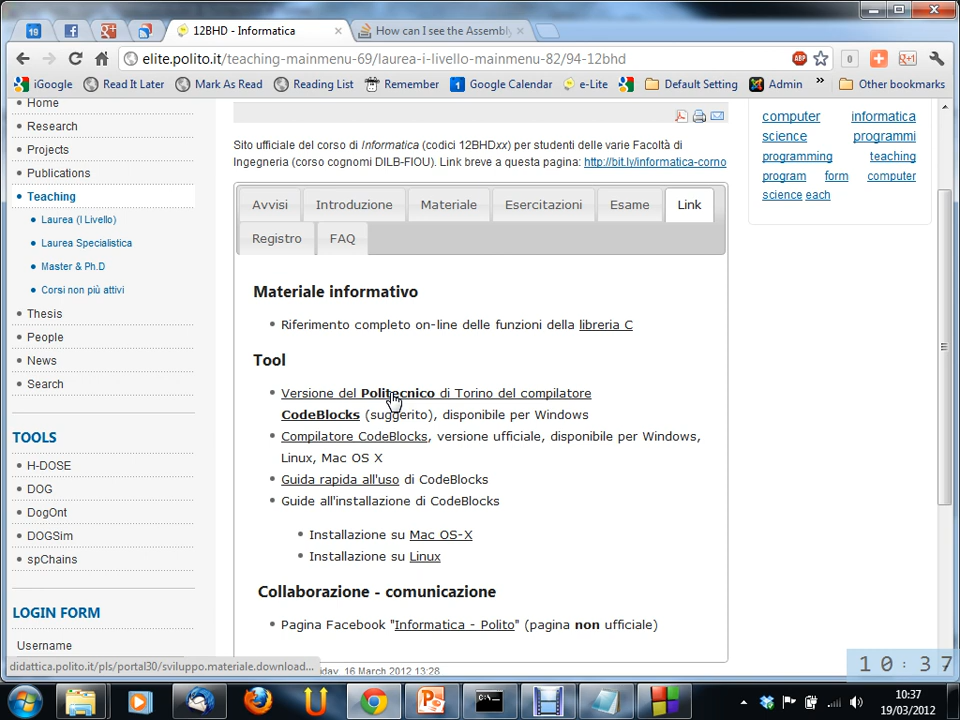 12BHD - Informatica
How can I see the Assembly
elite.polito.it/teaching-mainmenu-69/laurea-i-livello-mainmenu-82/94-12bhd
iGoogle Read It Later Mark As Read Reading List Remember Google Calendar e-Lite Default Setting Admin » Other bookmarks
Home
Research
Projects
Publications
Teaching
Laurea (I Livello)
Laurea Specialistica
Master & Ph.D
Corsi non più attivi
Thesis
People
News
Search
TOOLS
H-DOSE
DOG
DogOnt
DOGSim
spChains
LOGIN FORM
Username
Sito ufficiale del corso di Informatica (codici 12BHDxx) per studenti delle varie Facoltà di
Ingegneria (corso cognomi DILB-FIOU). Link breve a questa pagina: http://bit.ly/informatica-corno
Avvisi Introduzione Materiale Esercitazioni Esame Link
Registro FAQ
Materiale informativo
Riferimento completo on-line delle funzioni della libreria C
Tool
Versione del Politecnico di Torino del compilatore
CodeBlocks (suggerito), disponibile per Windows
Compilatore CodeBlocks, versione ufficiale, disponibile per Windows,
Linux, Mac OS X
Guida rapida all'uso di CodeBlocks
Guide all'installazione di CodeBlocks
Installazione su Mac OS-X
Installazione su Linux
Collaborazione - comunicazione
Pagina Facebook "Informatica - Polito" (pagina non ufficiale)
day, 16 March 2012 13:28
computer informatica
science programmi
programming teaching
program form computer
science each
didattica.polito.it/pls/portal30/sviluppo.materiale.download...
10:37
10:37
19/03/2012